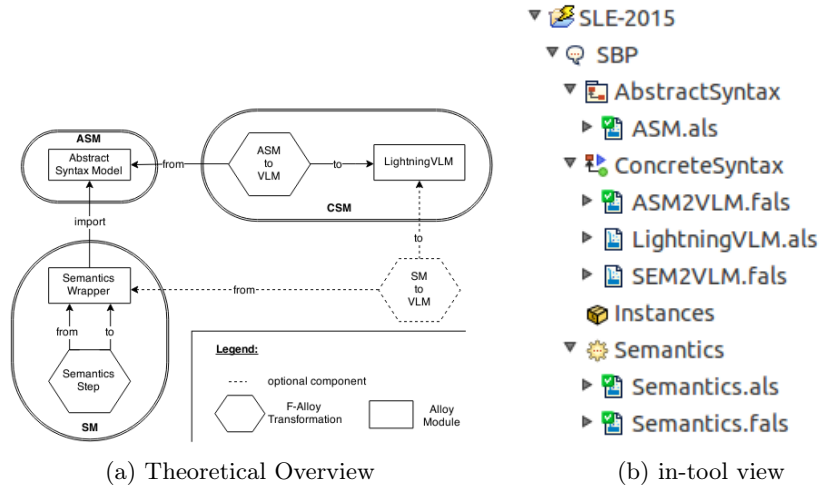 ASM
Abstract
Syntax Model
from
ASM
to
VLM
to
LightningVLM
CSM
import
to
Semantics
Wrapper
from
SM
to
VLM
from
to
Semantics
Step
SM
Legend:
optional component
F-Alloy
Transformation
Alloy
Module
(a) Theoretical Overview
SLE-2015
SBP
AbstractSyntax
ASM.als
ConcreteSyntax
ASM2VLM.fals
LightningVLM.als
SEM2VLM.fals
Instances
Semantics
Semantics.als
Semantics.fals
(b) in-tool view